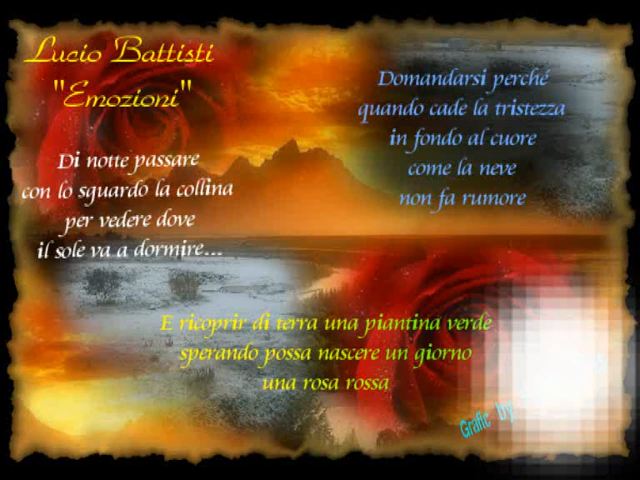 Lucio Battisti
"Emozioni"
Di notte passare
con lo sguardo la collina
per vedere dove
il sole va a dormire...
Domandarsi perché
quando cade la tristezza
in fondo al cuore
come la neve
non fa rumore
E ricoprir di terra una piantina verde
sperando possa nascere un giorno
una rosa rossa
Grafic by